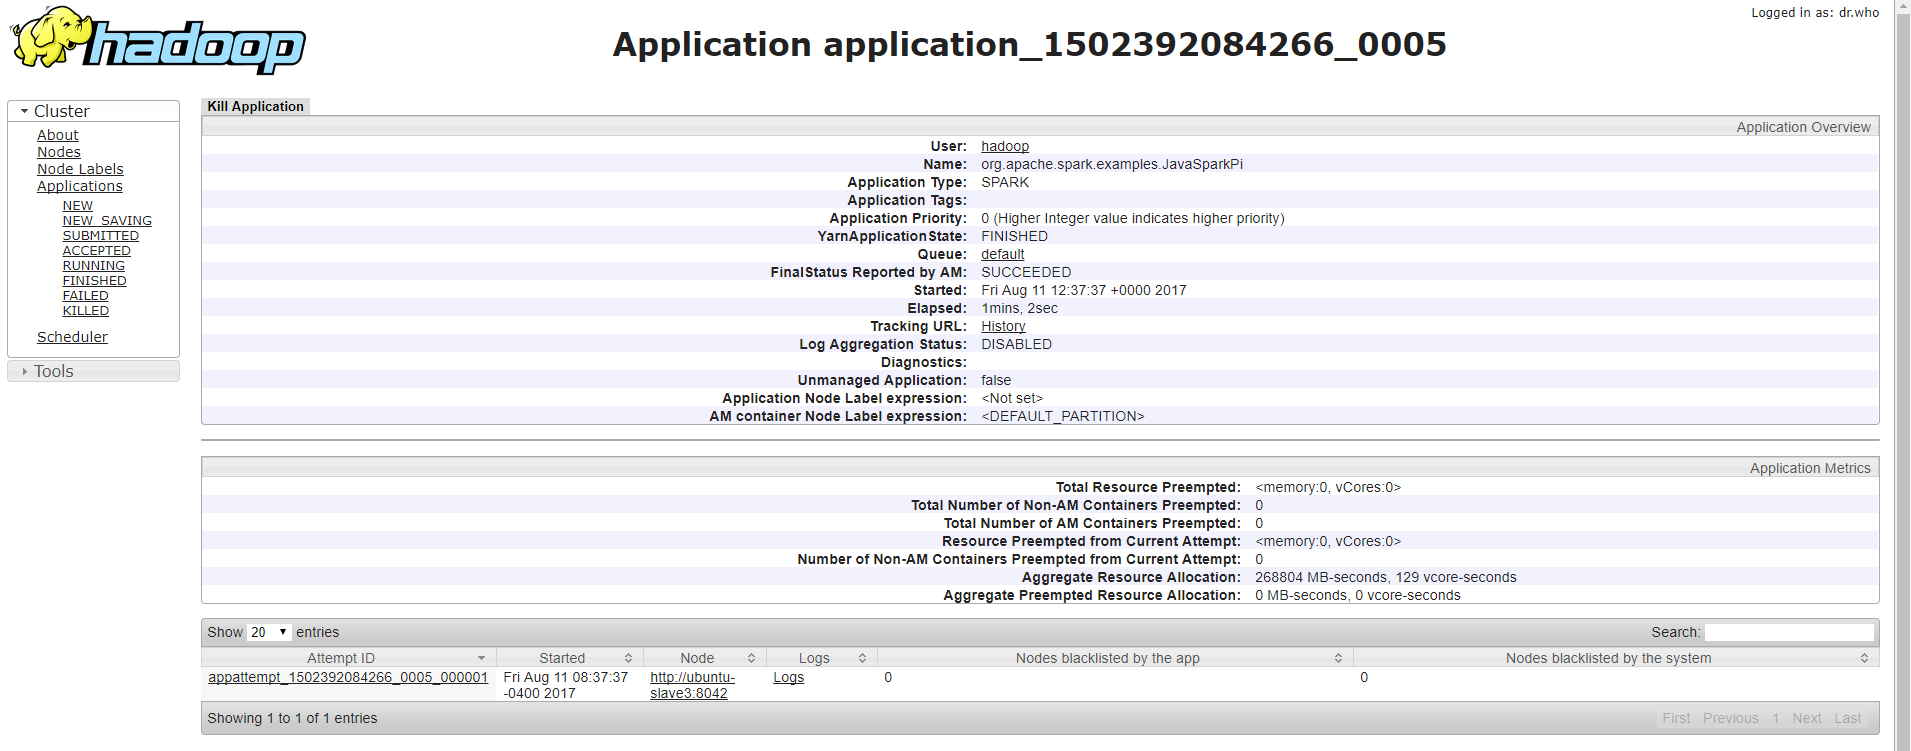 hadoop
Logged in as: dr.who
Application application_1502392084266_0005
Cluster
About
Nodes
Node Labels
Applications
NEW
NEW_SAVING
SUBMITTED
ACCEPTED
RUNNING
FINISHED
FAILED
KILLED
Scheduler
Tools
Kill Application
Application Overview
User: hadoop
Name: org.apache.spark.examples.JavaSparkPi
Application Type: SPARK
Application Tags:
Application Priority: 0 (Higher Integer value indicates higher priority)
YarnApplicationState: FINISHED
Queue: default
FinalStatus Reported by AM: SUCCEEDED
Started: Fri Aug 11 12:37:37 +0000 2017
Elapsed: 1mins, 2sec
Tracking URL: History
Log Aggregation Status: DISABLED
Diagnostics:
Unmanaged Application: false
Application Node Label expression: <Not set>
AM container Node Label expression: <DEFAULT_PARTITION>
Application Metrics
Total Resource Preempted: <memory:0, vCores:0>
Total Number of Non-AM Containers Preempted: 0
Total Number of AM Containers Preempted: 0
Resource Preempted from Current Attempt: <memory:0, vCores:0>
Number of Non-AM Containers Preempted from Current Attempt: 0
Aggregate Resource Allocation: 268804 MB-seconds, 129 vcore-seconds
Aggregate Preempted Resource Allocation: 0 MB-seconds, 0 vcore-seconds
Show 20 entries Search:
Attempt ID Started Node Logs Nodes blacklisted by the app Nodes blacklisted by the system
appattempt_1502392084266_0005_000001 Fri Aug 11 08:37:37 http://ubuntu- Logs 0 0
-0400 2017 slave3:8042
Showing 1 to 1 of 1 entries First Previous 1 Next Last